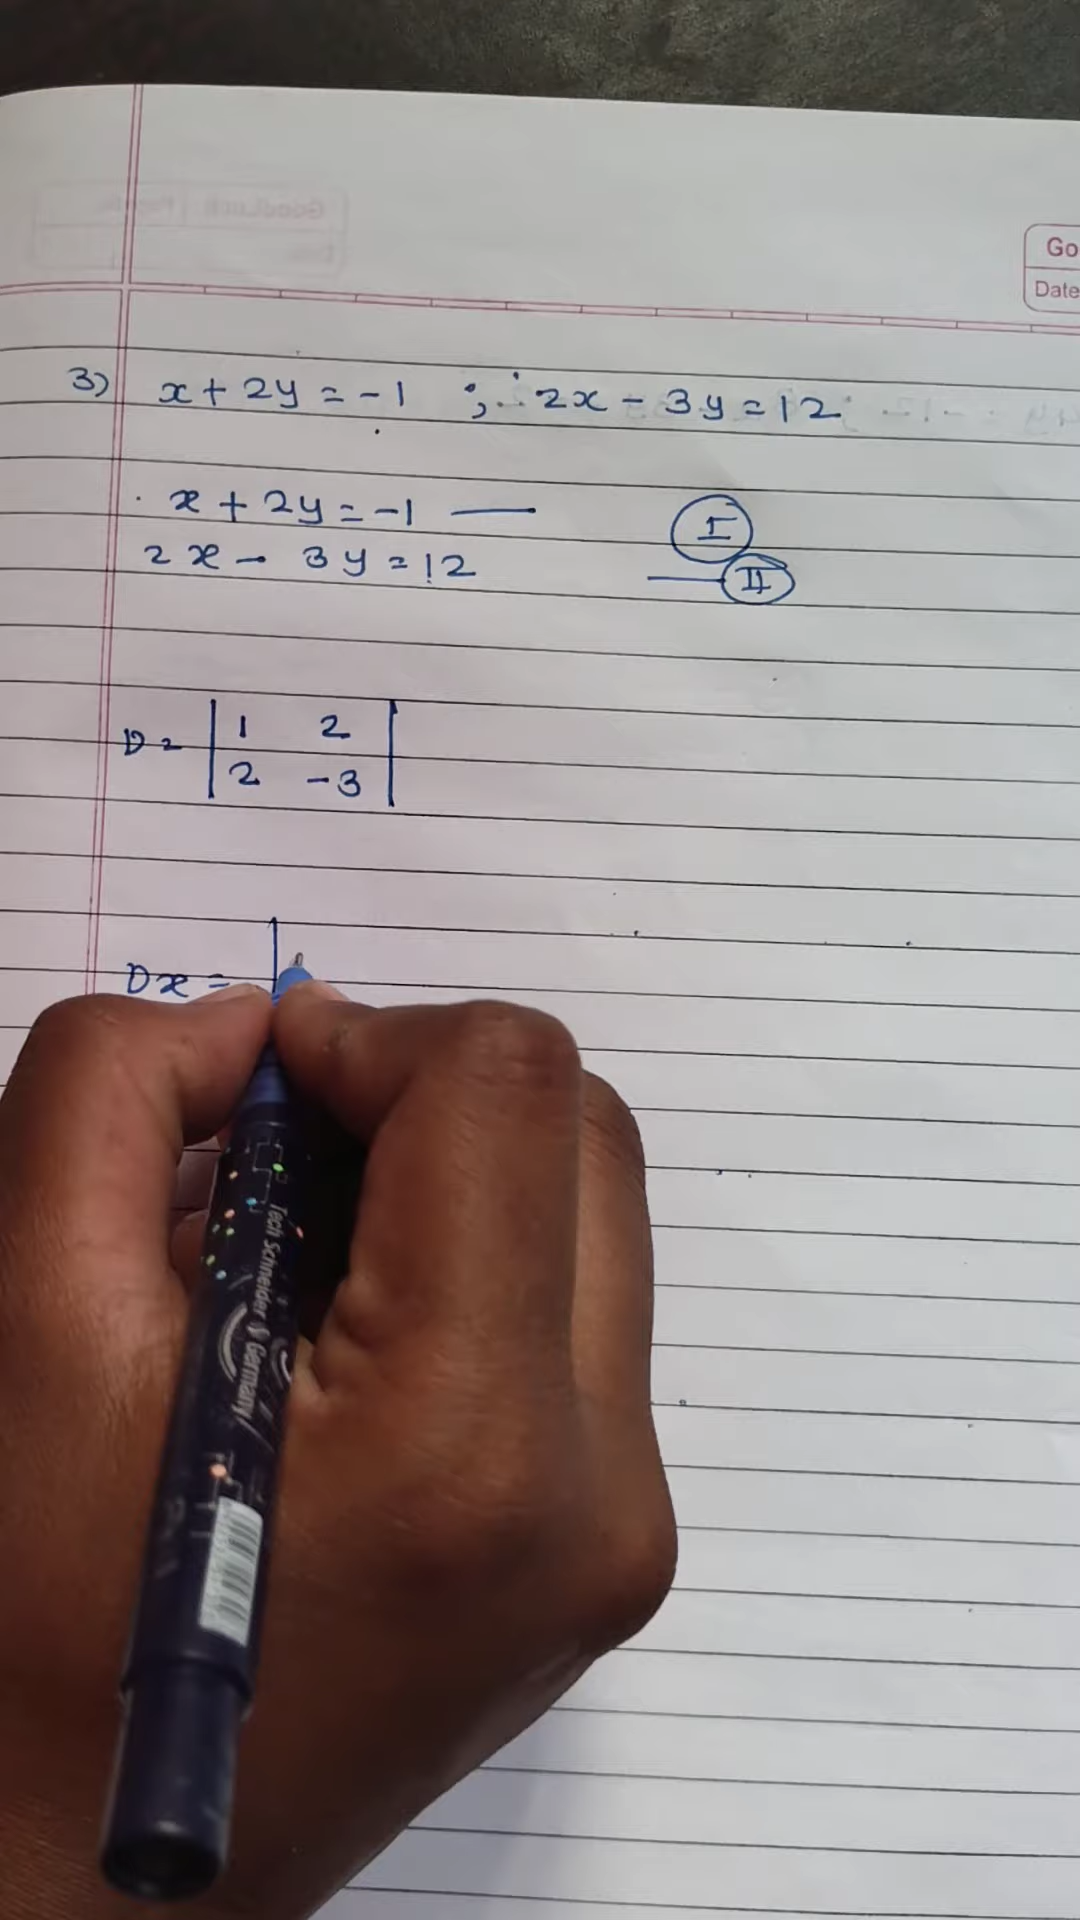 Go
Date
3) x + 2y = -1 ; 2x - 3y = 12
x + 2y = -1 — I
2x - 3y = 12 — II
D = | 1 2 |
| 2 -3 |
Dx = |
Tech Schneider Germany